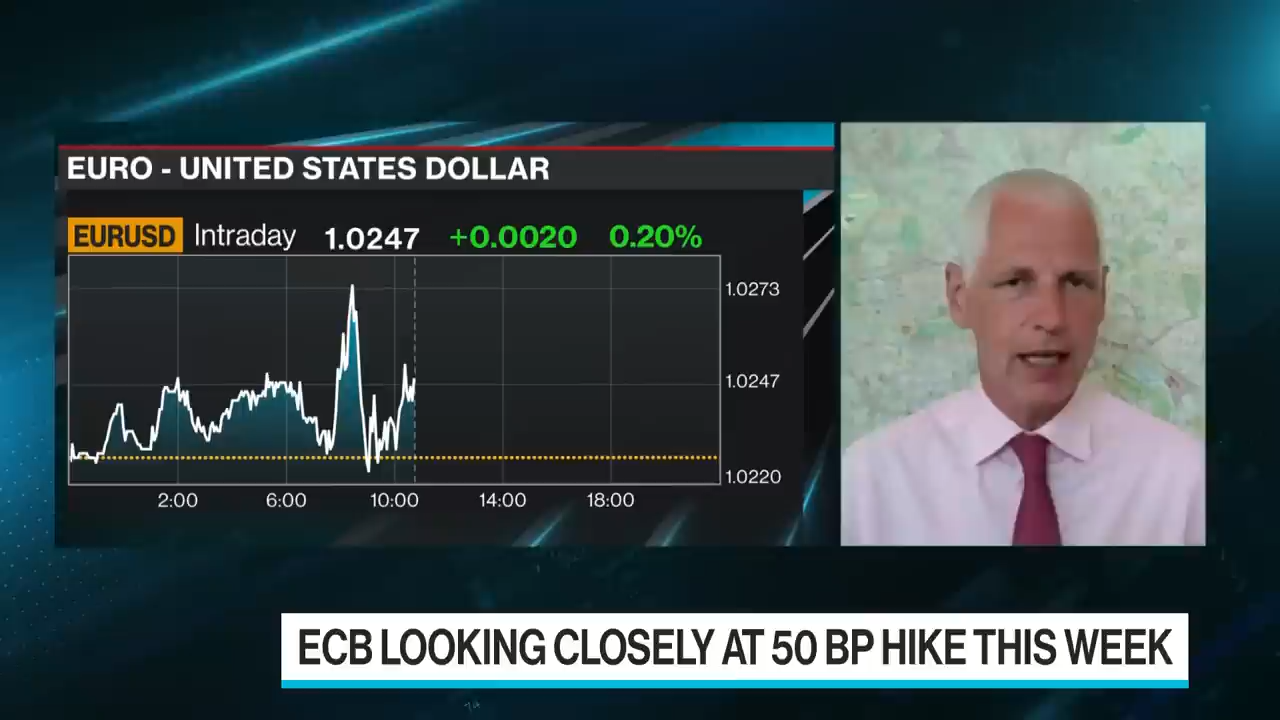 EURO - UNITED STATES DOLLAR
EURUSD Intraday 1.0247 +0.0020 0.20%
1.0273
1.0247
1.0220
2:00 6:00 10:00 14:00 18:00
ECB LOOKING CLOSELY AT 50 BP HIKE THIS WEEK